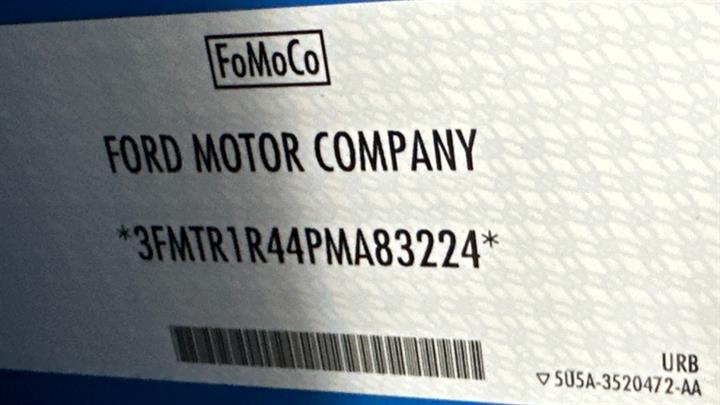 FoMoCo
FORD MOTOR COMPANY
*3FMTR1R44PMA83224*
URB
▽5U5A-3520472-AA